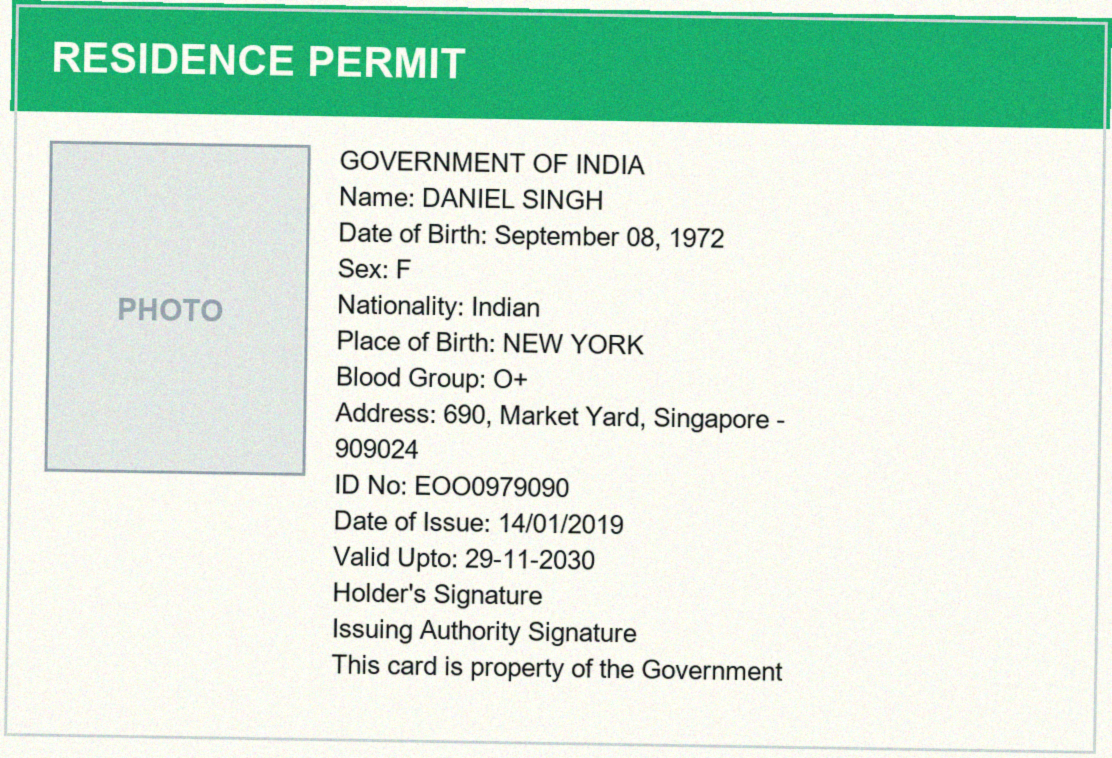 RESIDENCE PERMIT
PHOTO
GOVERNMENT OF INDIA
Name: DANIEL SINGH
Date of Birth: September 08, 1972
Sex: F
Nationality: Indian
Place of Birth: NEW YORK
Blood Group: O+
Address: 690, Market Yard, Singapore -
909024
ID No: EOO0979090
Date of Issue: 14/01/2019
Valid Upto: 29-11-2030
Holder's Signature
Issuing Authority Signature
This card is property of the Government